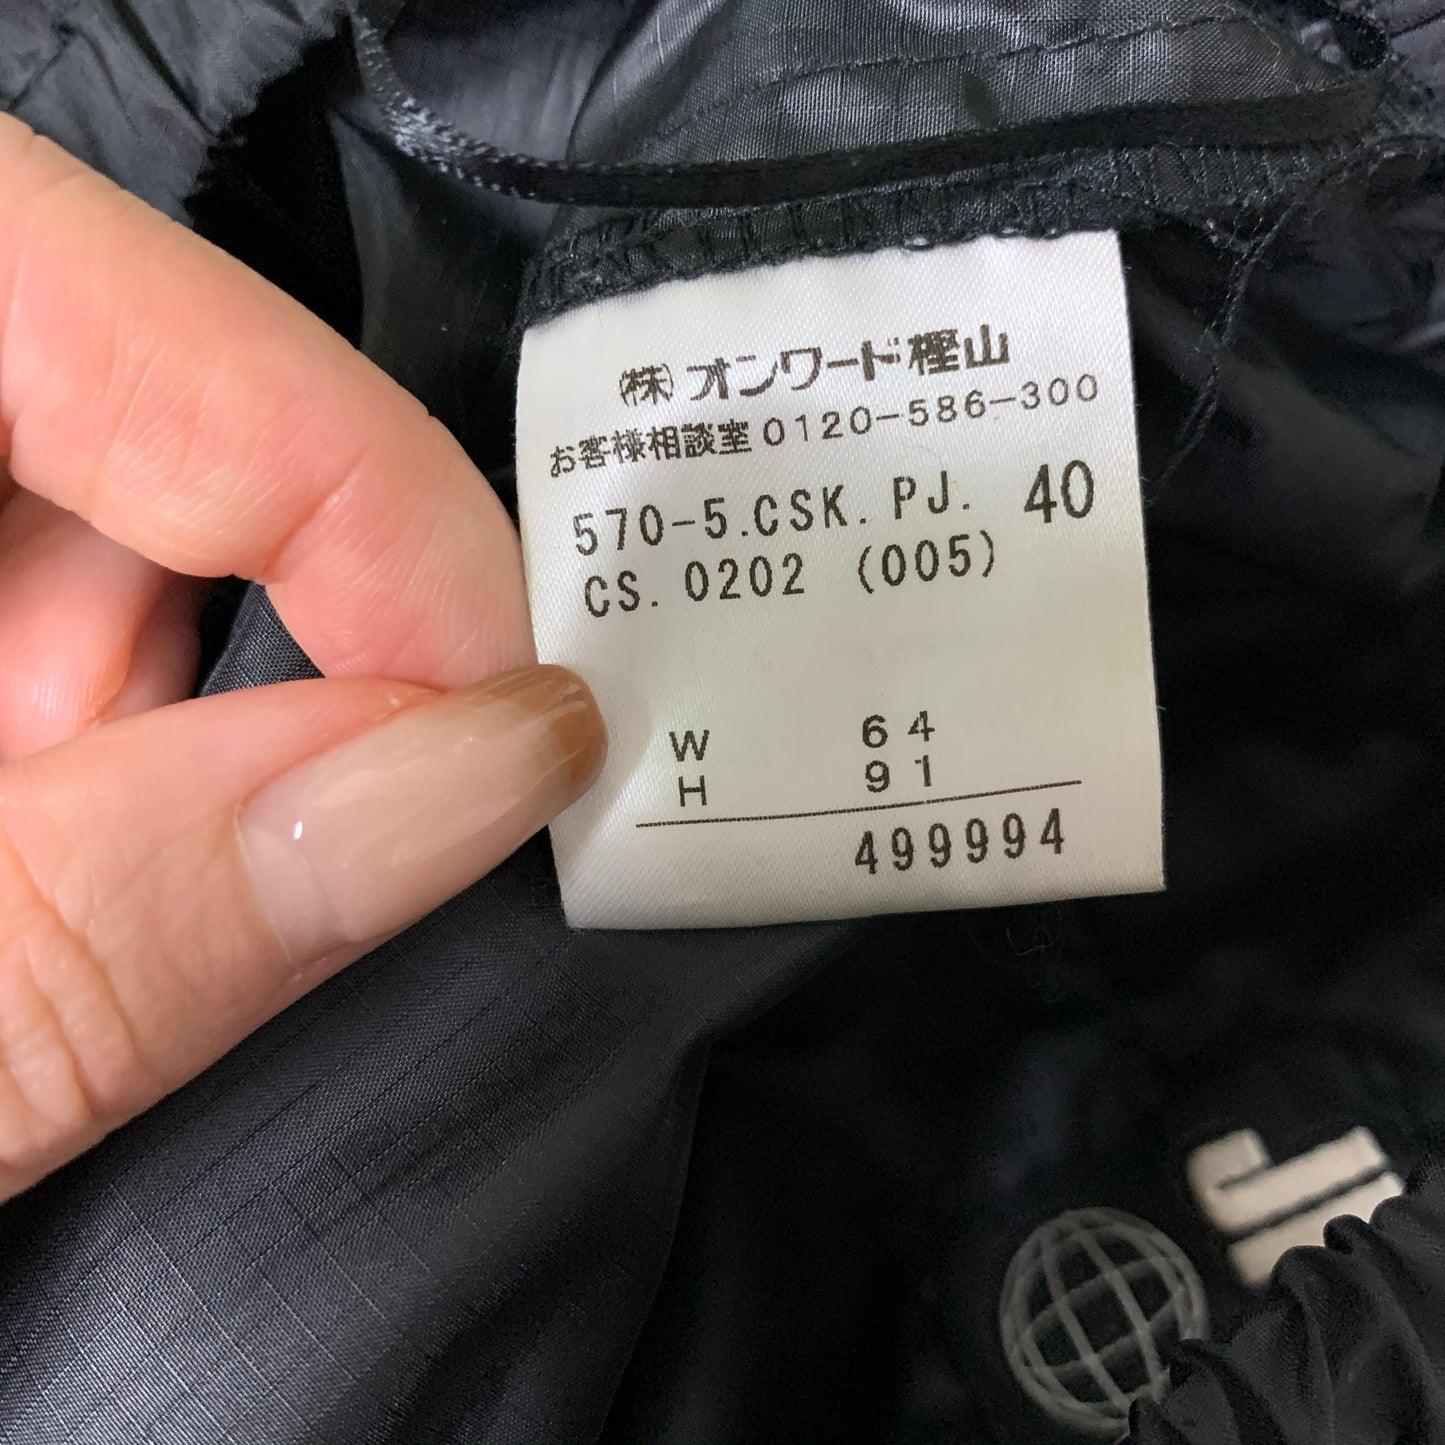 ㈱オンワード樫山
お客様相談室 0120-586-300
570-5.CSK. PJ. 40
CS. 0202 (005)
W 64
H 91
499994